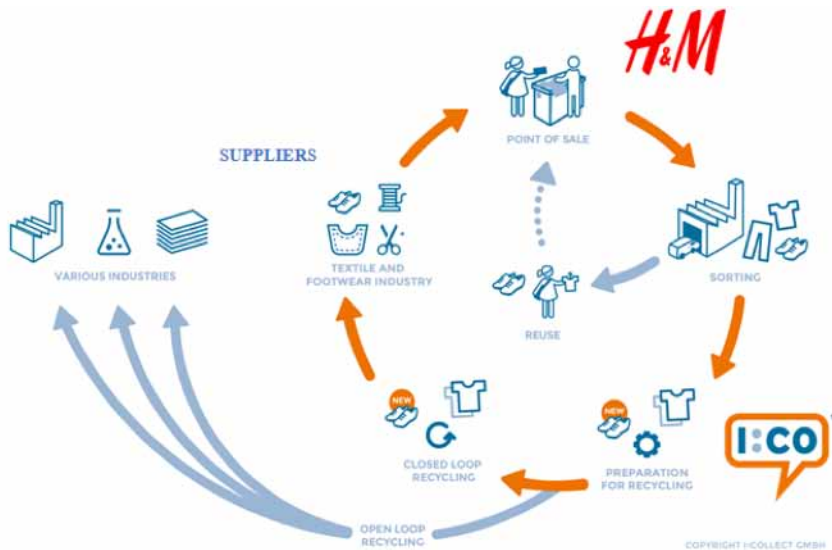 H&M
POINT OF SALE
SUPPLIERS
VARIOUS INDUSTRIES
TEXTILE AND
FOOTWEAR INDUSTRY
SORTING
REUSE
NEW
CLOSED LOOP
RECYCLING
NEW
PREPARATION
FOR RECYCLING
I:CO
OPEN LOOP
RECYCLING
COPYRIGHT I:COLLECT GMBH